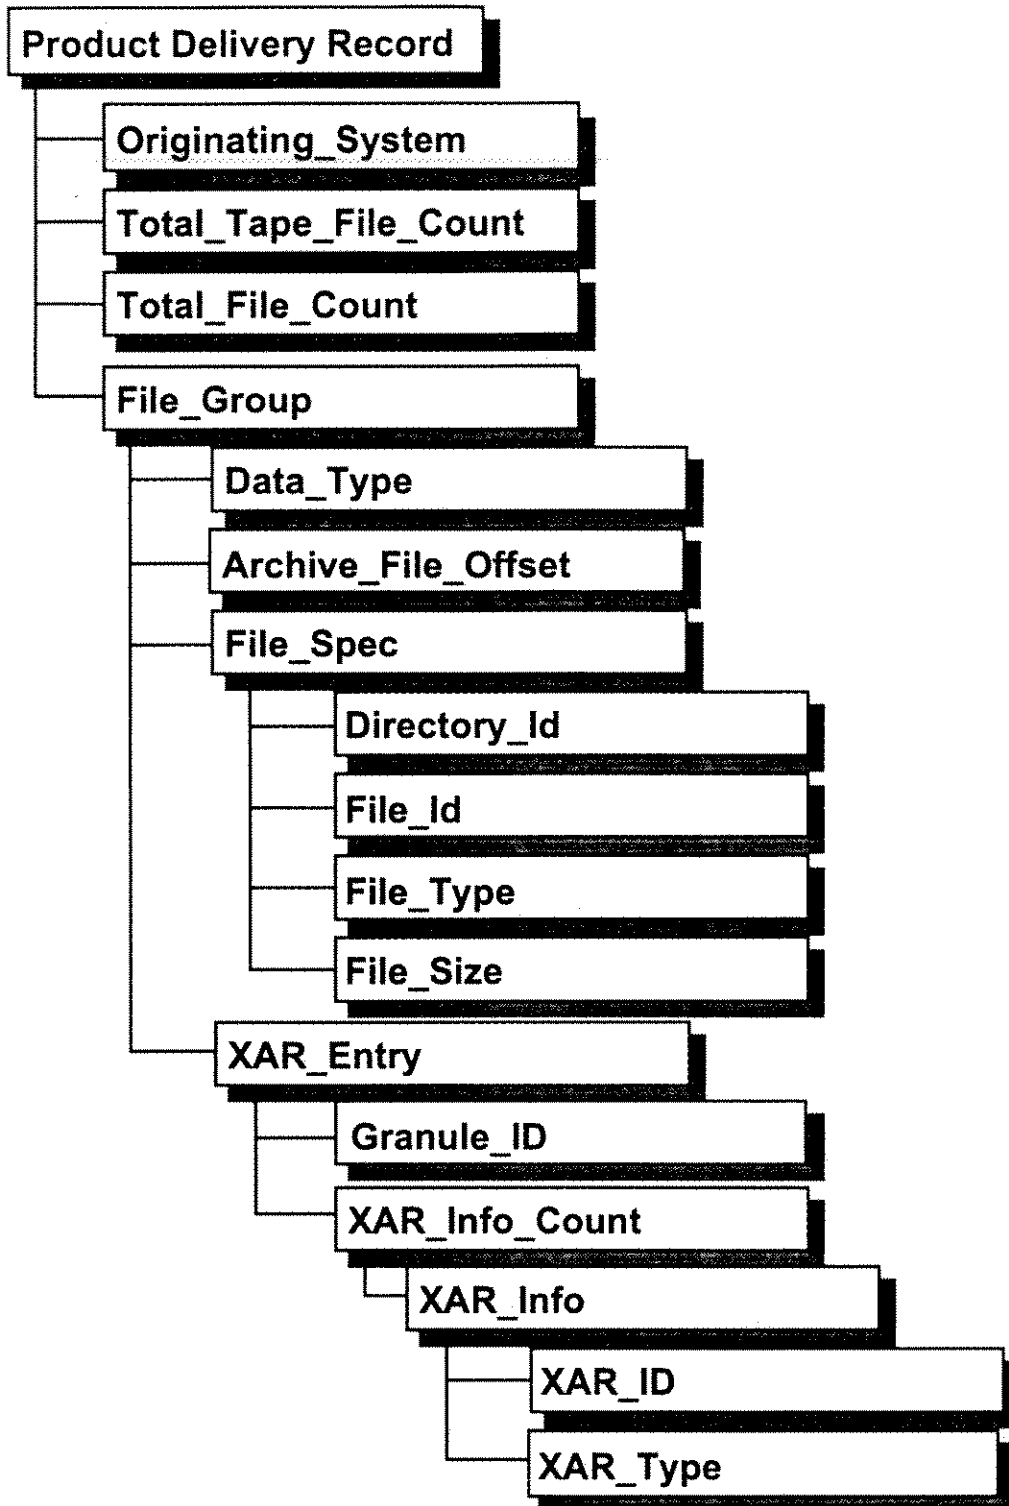 Product Delivery Record
Originating_System
Total_Tape_File_Count
Total_File_Count
File_Group
Data_Type
Archive_File_Offset
File_Spec
Directory_Id
File_Id
File_Type
File_Size
XAR_Entry
Granule_ID
XAR_Info_Count
XAR_Info
XAR_ID
XAR_Type